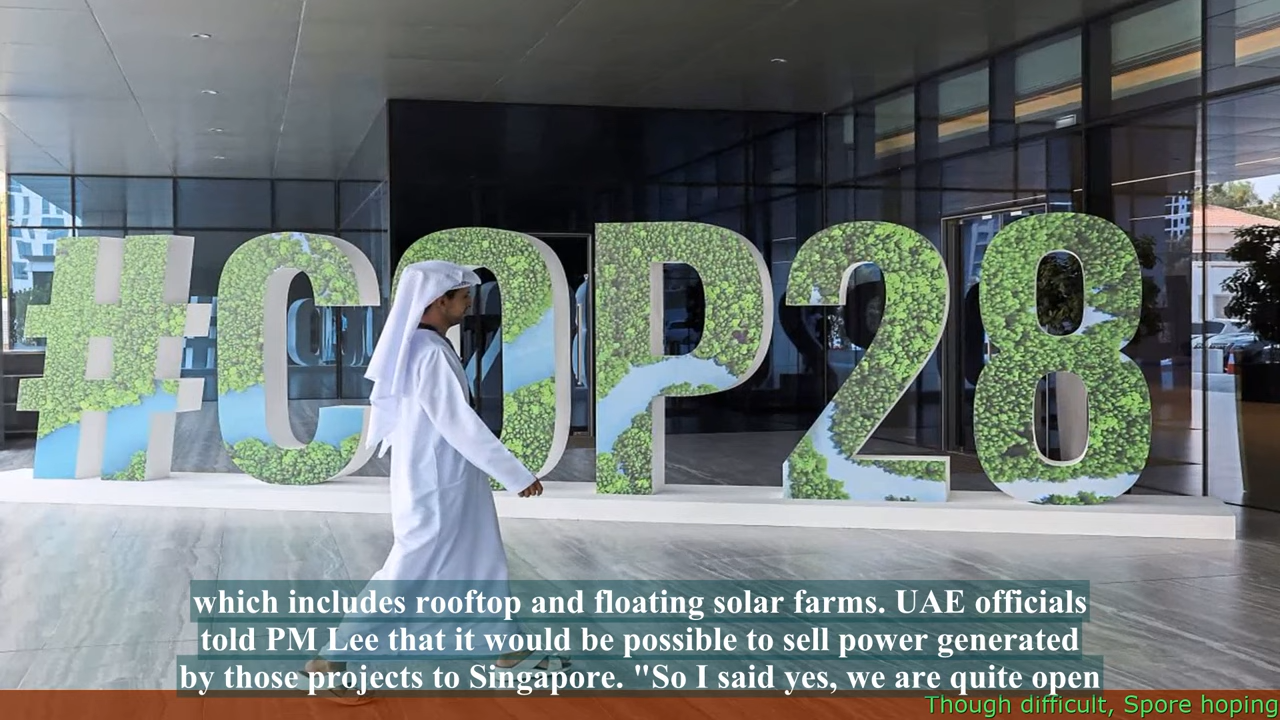 #COP28
which includes rooftop and floating solar farms. UAE officials
told PM Lee that it would be possible to sell power generated
by those projects to Singapore. "So I said yes, we are quite open
Though difficult, Spore hoping